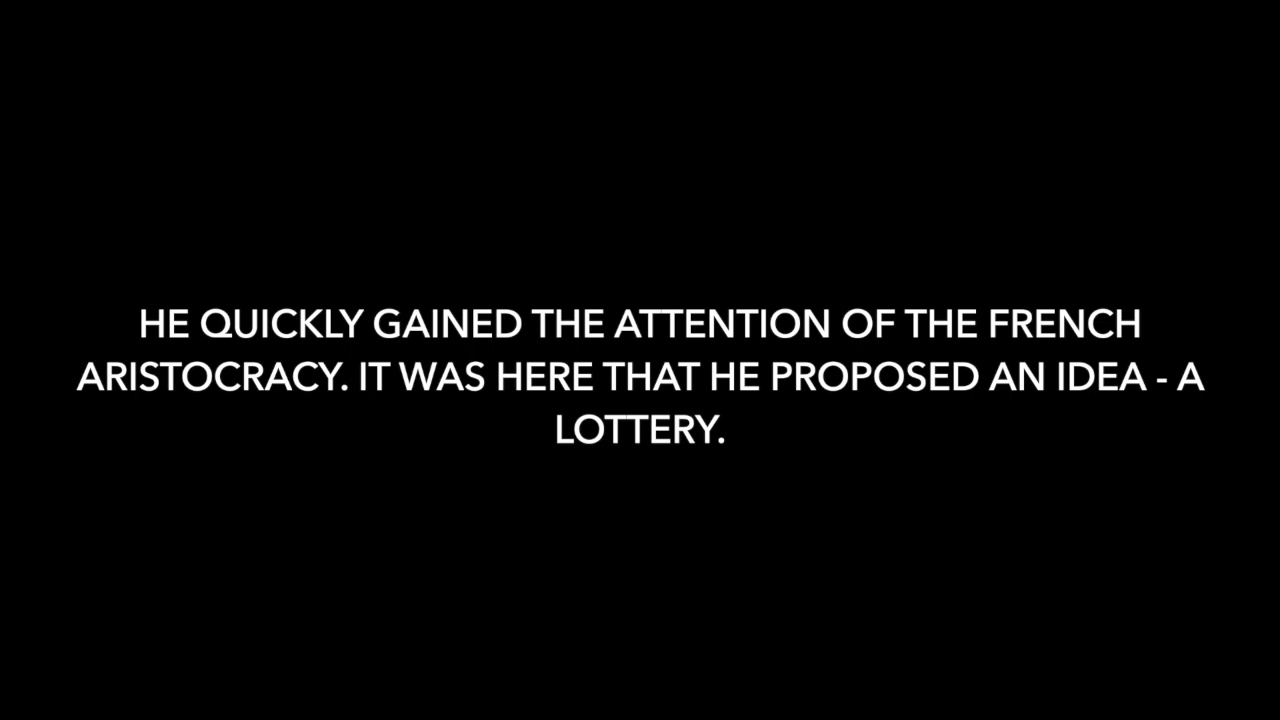 HE QUICKLY GAINED THE ATTENTION OF THE FRENCH
ARISTOCRACY. IT WAS HERE THAT HE PROPOSED AN IDEA - A
LOTTERY.